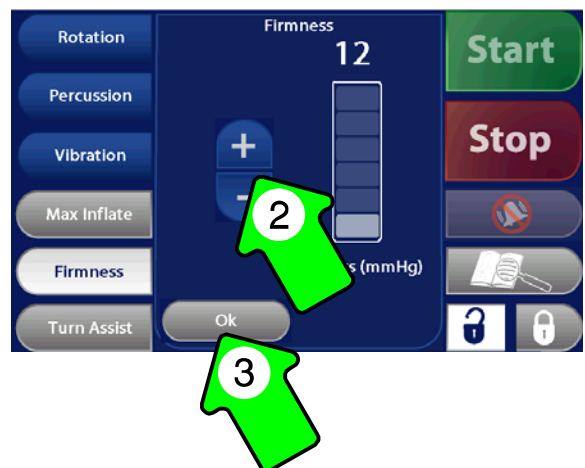 Rotation
Percussion
Vibration
Max Inflate
Firmness
Turn Assist
Firmness
12
+
-
2
(mmHg)
Ok
3
Start
Stop